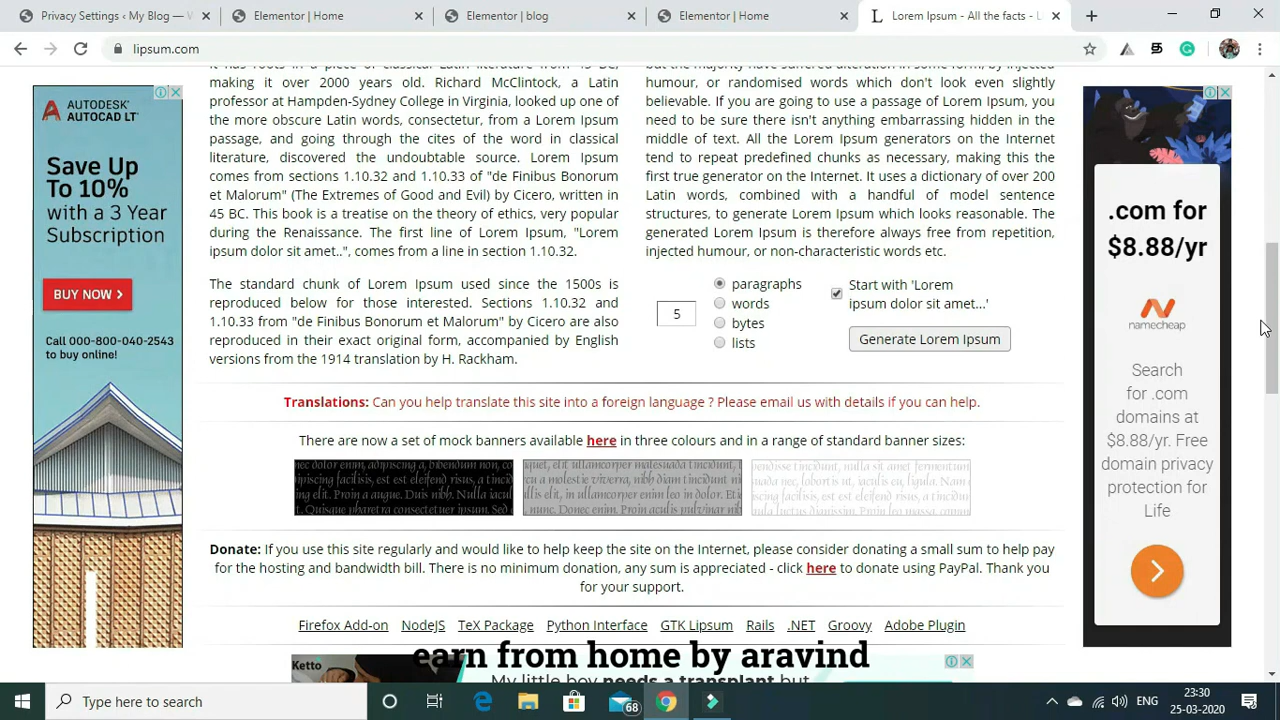 Privacy Settings ‹ My Blog — W
Elementor | Home
Elementor | blog
Elementor | Home
Lorem Ipsum - All the facts - L
lipsum.com
AUTODESK®
AUTOCAD LT®
Save Up
To 10%
with a 3 Year
Subscription
BUY NOW
Call 000-800-040-2543
to buy online!
making it over 2000 years old. Richard McClintock, a Latin
professor at Hampden-Sydney College in Virginia, looked up one of
the more obscure Latin words, consectetur, from a Lorem Ipsum
passage, and going through the cites of the word in classical
literature, discovered the undoubtable source. Lorem Ipsum
comes from sections 1.10.32 and 1.10.33 of "de Finibus Bonorum
et Malorum" (The Extremes of Good and Evil) by Cicero, written in
45 BC. This book is a treatise on the theory of ethics, very popular
during the Renaissance. The first line of Lorem Ipsum, "Lorem
ipsum dolor sit amet..", comes from a line in section 1.10.32.
The standard chunk of Lorem Ipsum used since the 1500s is
reproduced below for those interested. Sections 1.10.32 and
1.10.33 from "de Finibus Bonorum et Malorum" by Cicero are also
reproduced in their exact original form, accompanied by English
versions from the 1914 translation by H. Rackham.
humour, or randomised words which don't look even slightly
believable. If you are going to use a passage of Lorem Ipsum, you
need to be sure there isn't anything embarrassing hidden in the
middle of text. All the Lorem Ipsum generators on the Internet
tend to repeat predefined chunks as necessary, making this the
first true generator on the Internet. It uses a dictionary of over 200
Latin words, combined with a handful of model sentence
structures, to generate Lorem Ipsum which looks reasonable. The
generated Lorem Ipsum is therefore always free from repetition,
injected humour, or non-characteristic words etc.
5
paragraphs
words
bytes
lists
Start with 'Lorem
ipsum dolor sit amet...'
Generate Lorem Ipsum
Translations: Can you help translate this site into a foreign language ? Please email us with details if you can help.
There are now a set of mock banners available here in three colours and in a range of standard banner sizes:
Donate: If you use this site regularly and would like to help keep the site on the Internet, please consider donating a small sum to help pay
for the hosting and bandwidth bill. There is no minimum donation, any sum is appreciated - click here to donate using PayPal. Thank you
for your support.
Firefox Add-on NodeJS TeX Package Python Interface GTK Lipsum Rails .NET Groovy Adobe Plugin
.com for
$8.88/yr
namecheap
Search
for .com
domains at
$8.88/yr. Free
domain privacy
protection for
Life
Ketto
earn from home by aravind
My little boy needs a transplant but
Type here to search
68
ENG
23:30
25-03-2020